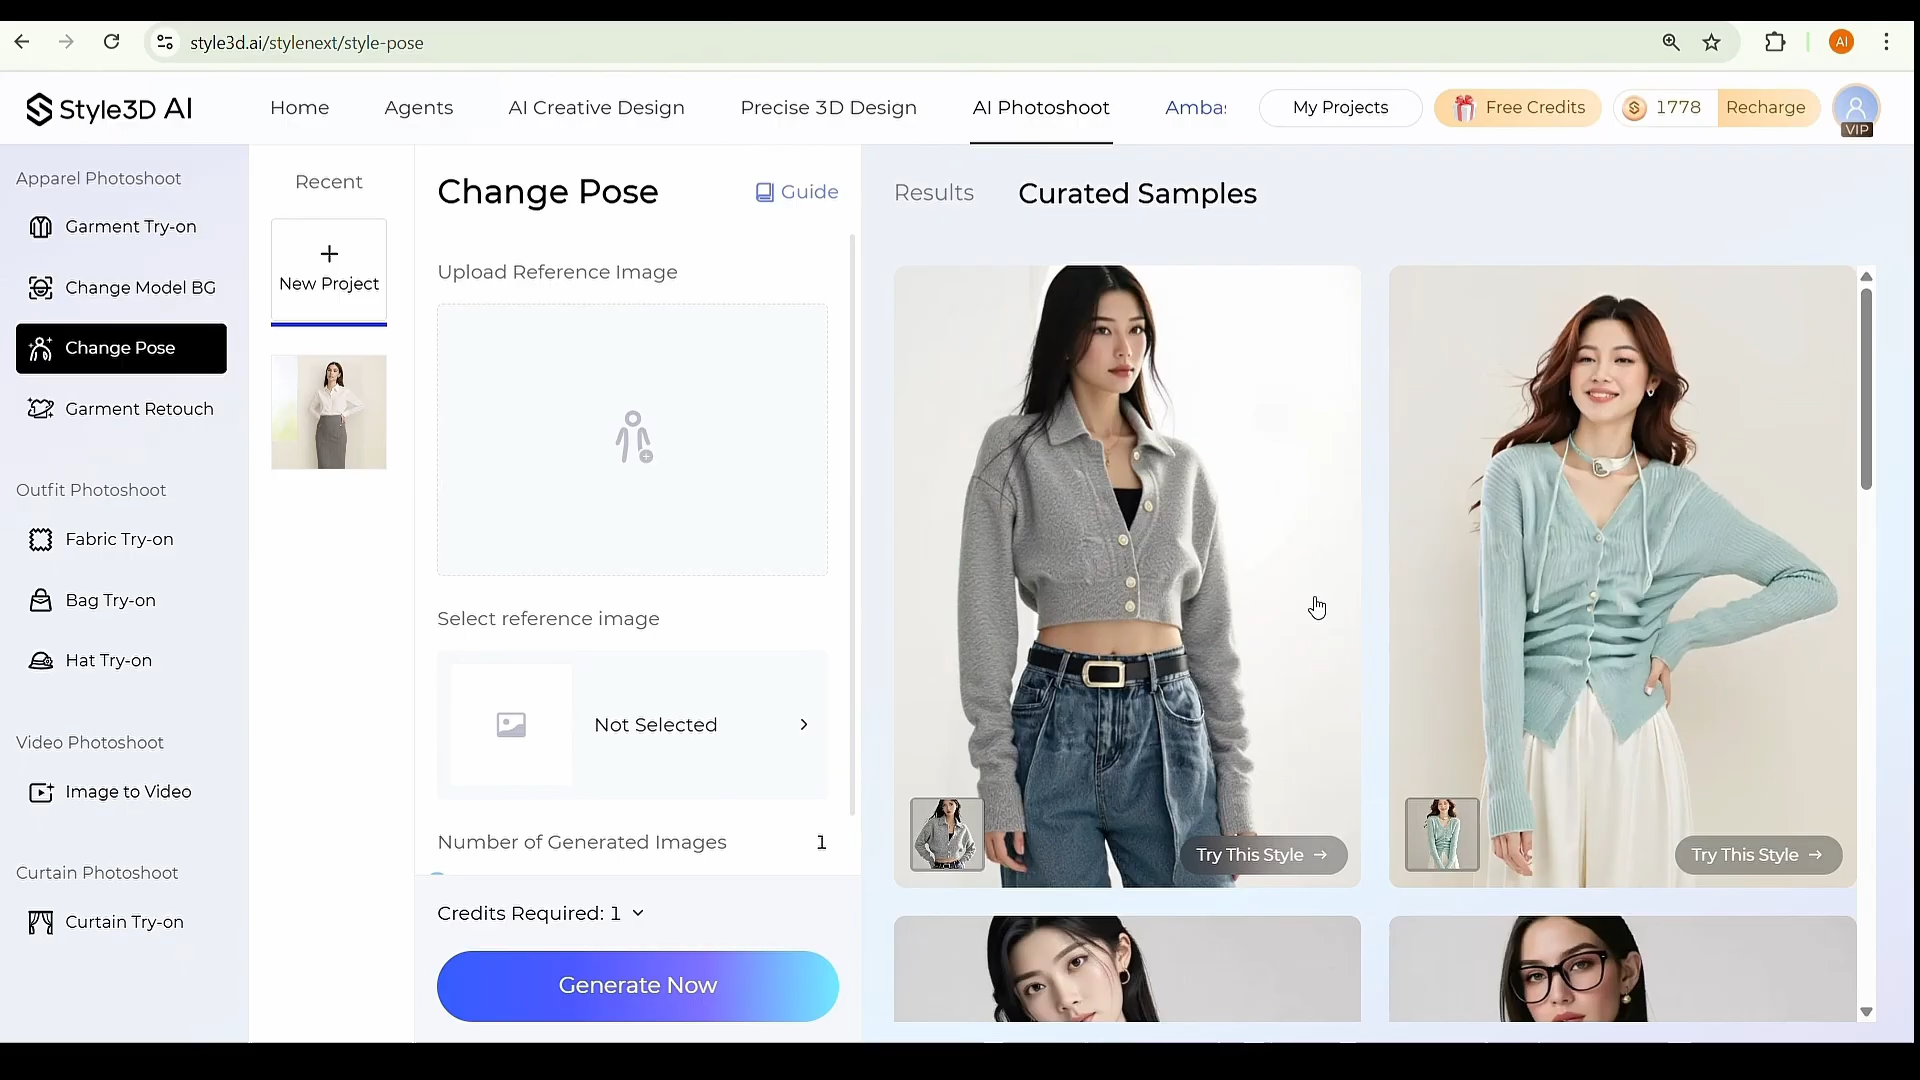 style3d.ai/stylenext/style-pose
AI
Style3D AI
Home
Agents
AI Creative Design
Precise 3D Design
AI Photoshoot
Ambas
My Projects
Free Credits
1778
Recharge
VIP
Apparel Photoshoot
Garment Try-on
Change Model BG
Change Pose
Garment Retouch
Outfit Photoshoot
Fabric Try-on
Bag Try-on
Hat Try-on
Video Photoshoot
Image to Video
Curtain Photoshoot
Curtain Try-on
Recent
+
New Project
Change Pose
Guide
Upload Reference Image
Select reference image
Not Selected
Number of Generated Images 1
Credits Required: 1
Generate Now
Results
Curated Samples
Try This Style →
Try This Style →